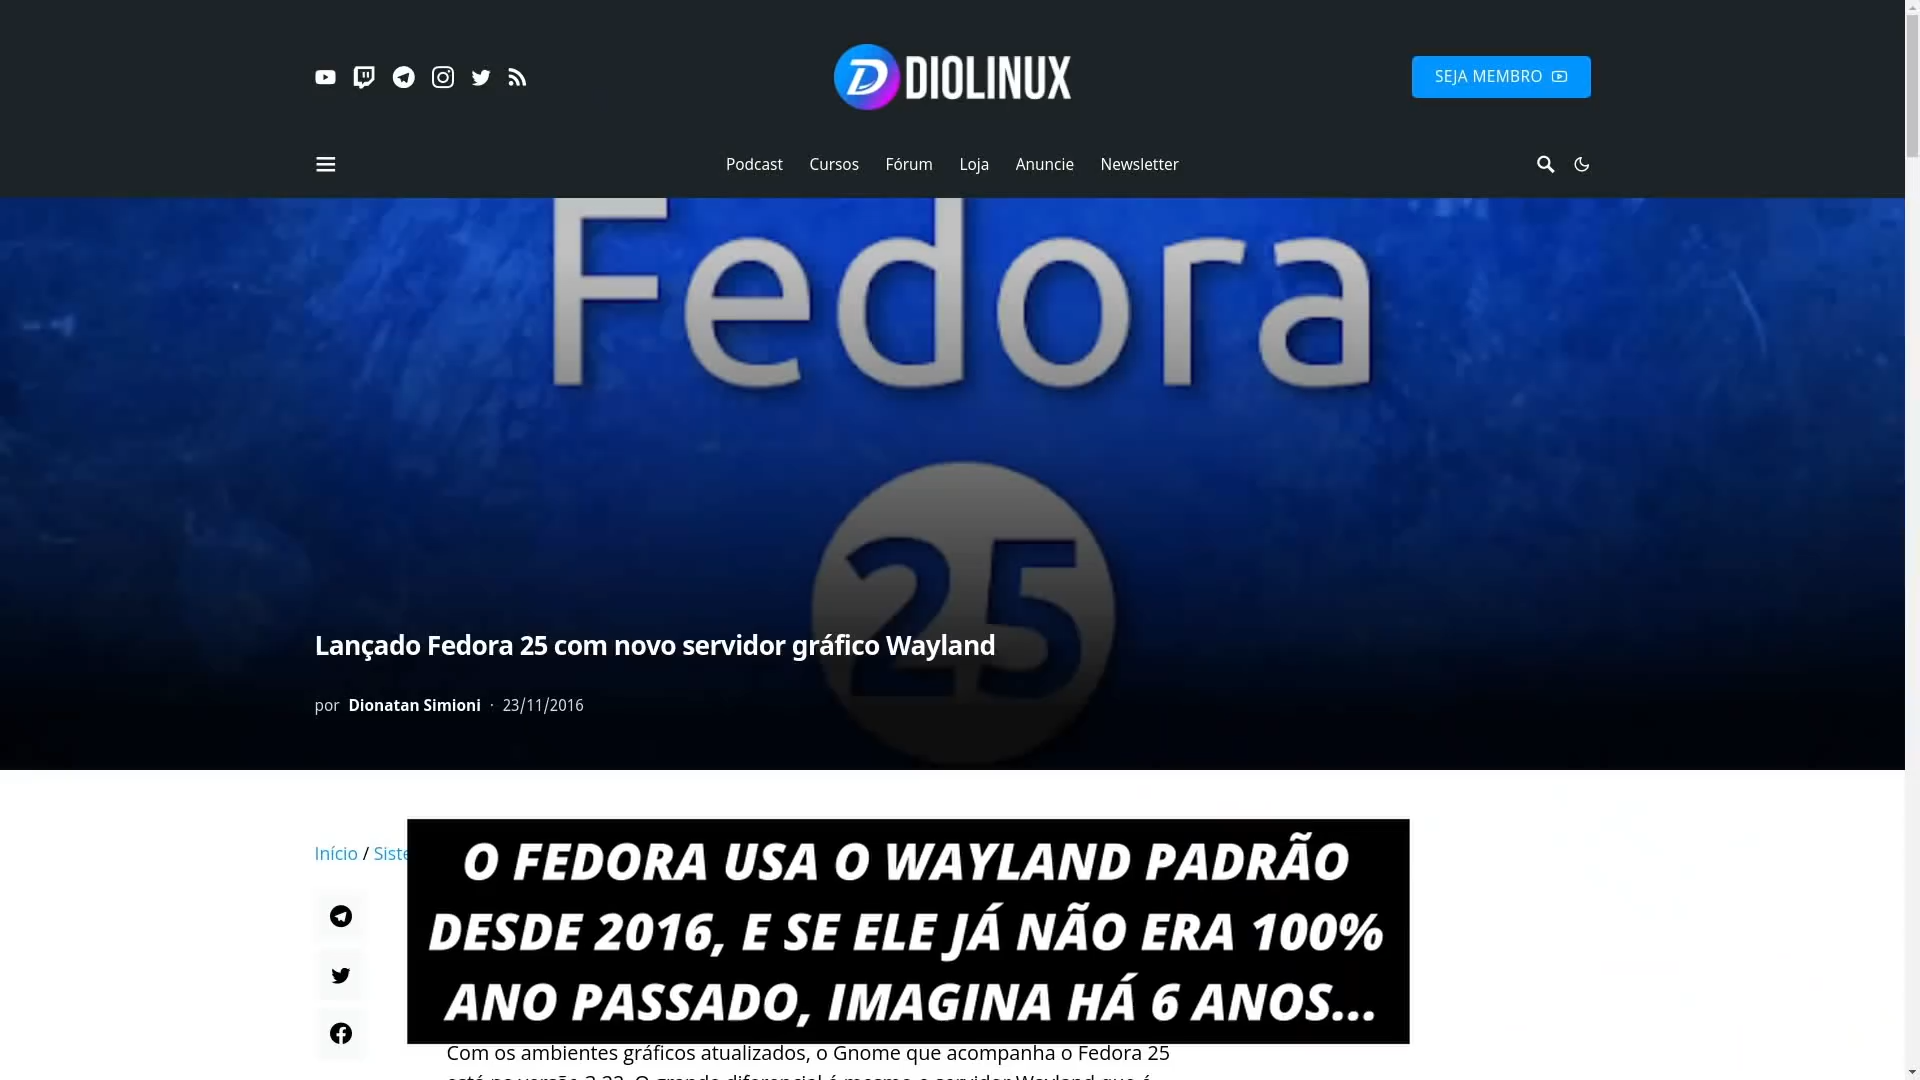 DIOLINUX
SEJA MEMBRO
Podcast Cursos Fórum Loja Anuncie Newsletter
Fedora
25
Lançado Fedora 25 com novo servidor gráfico Wayland
por Dionatan Simioni · 23/11/2016
Início / Siste
O FEDORA USA O WAYLAND PADRÃO
DESDE 2016, E SE ELE JÁ NÃO ERA 100%
ANO PASSADO, IMAGINA HÁ 6 ANOS...
Com os ambientes gráficos atualizados, o Gnome que acompanha o Fedora 25